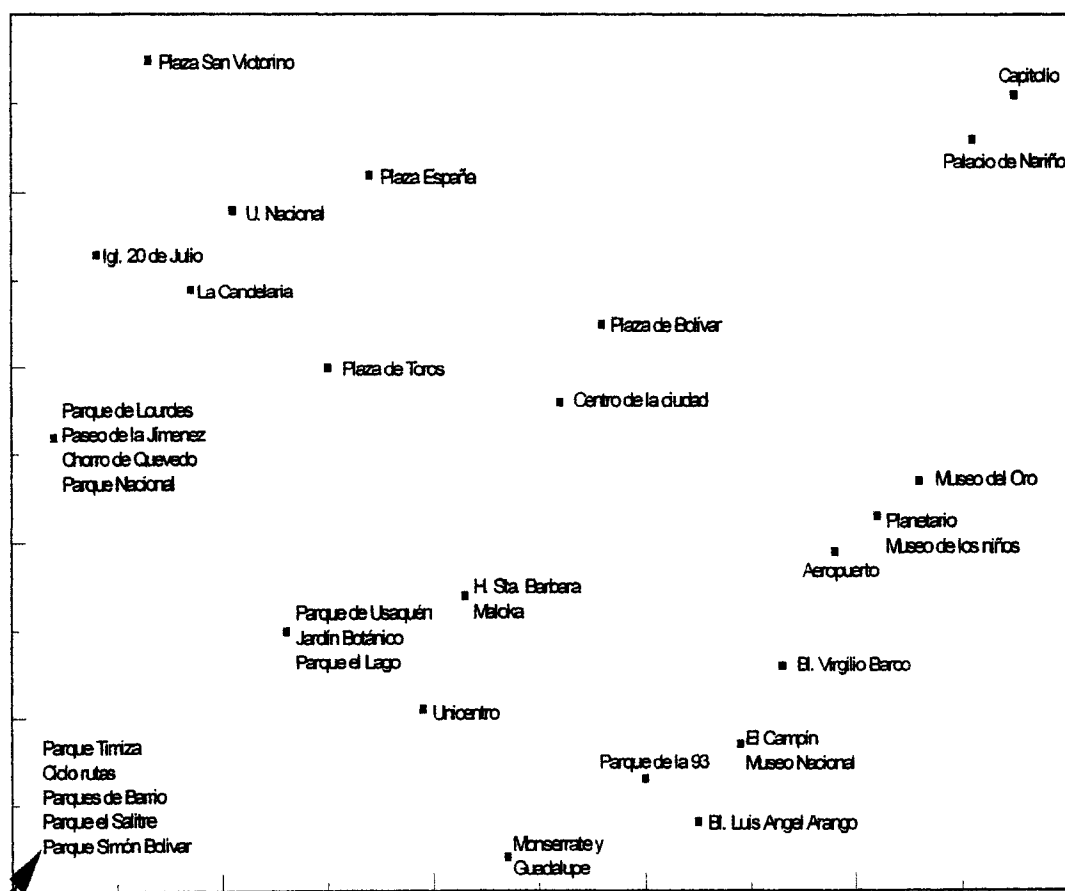 Plaza San Victorino
Capitolio
Palacio de Nariño
Plaza España
U. Nacional
Igl. 20 de Julio
La Candelaria
Plaza de Bolívar
Plaza de Toros
Centro de la ciudad
Parque de Lourdes
Paseo de la Jimenez
Chorro de Quevedo
Parque Nacional
Museo del Oro
Planetario
Museo de los niños
Aeropuerto
H. Sta. Barbara
Maloka
Parque de Usaquén
Jardín Botánico
Parque el Lago
Bl. Virgilio Barco
Unicentro
El Campín
Museo Nacional
Parque de la 93
Parque Timiza
Ciclo rutas
Parques de Barrio
Parque el Salitre
Parque Simón Bolivar
Bl. Luis Angel Arango
Monserrate y
Guadalupe